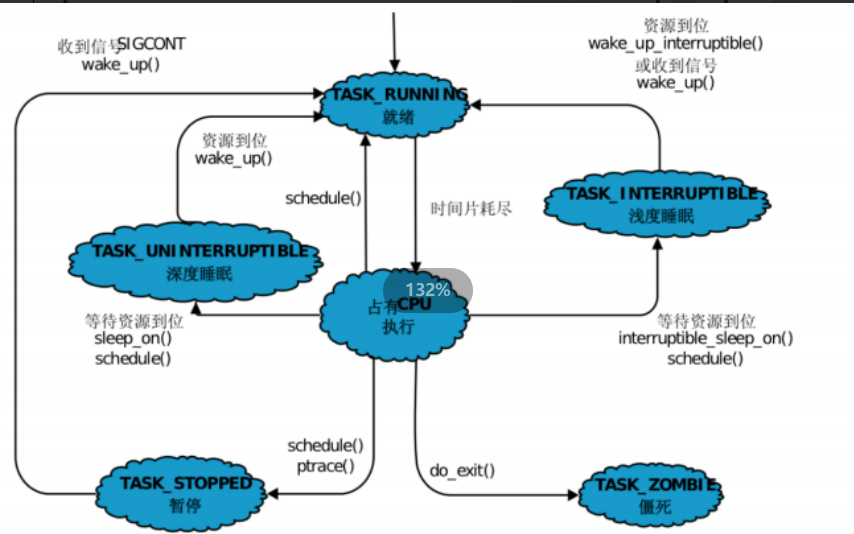 收到信号SIGCONT
wake_up()
资源到位
wake_up_interruptible()
或收到信号
wake_up()
TASK_RUNNING
就绪
资源到位
wake_up()
schedule()
时间片耗尽
TASK_INTERRUPTIBLE
浅度睡眠
TASK_UNINTERRUPTIBLE
深度睡眠
132%
占有CPU
执行
等待资源到位
sleep_on()
schedule()
等待资源到位
interruptible_sleep_on()
schedule()
schedule()
ptrace()
do_exit()
TASK_STOPPED
暂停
TASK_ZOMBIE
僵死